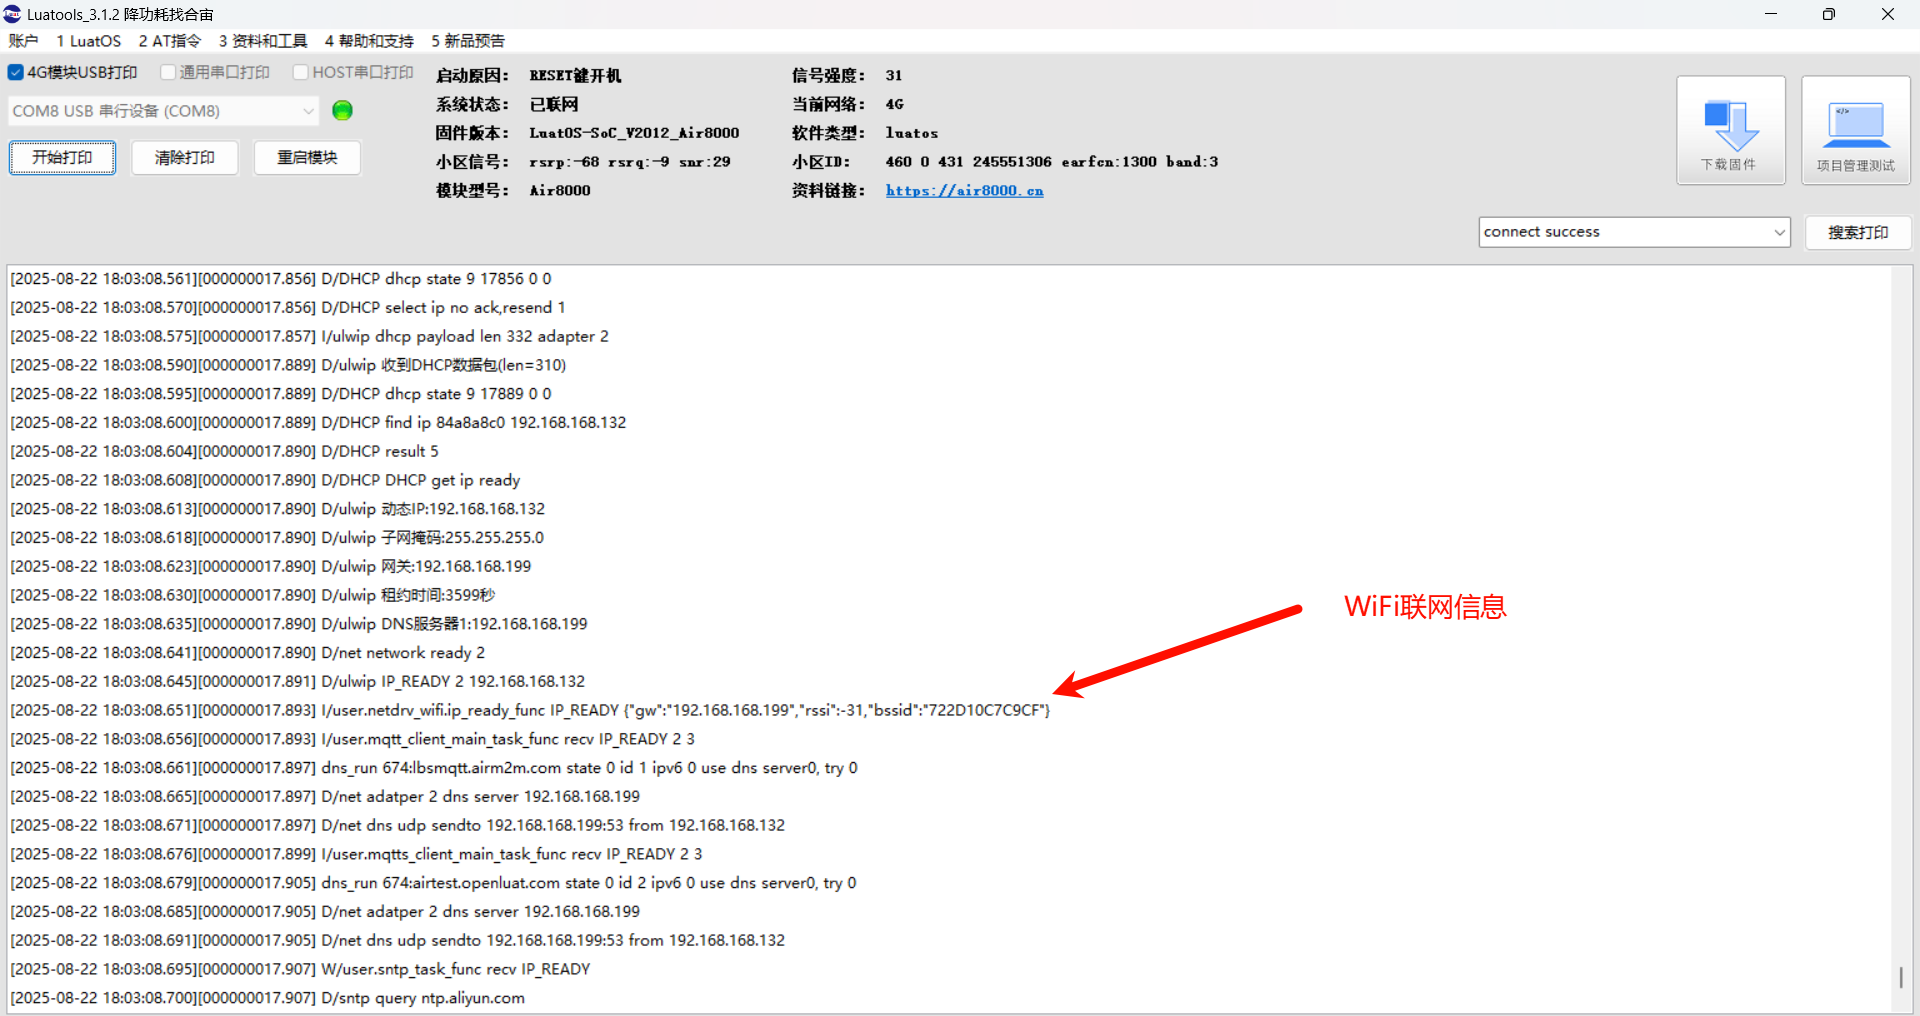 Luatools_3.1.2 降功耗找合宙
账户 1 LuatOS 2 AT指令 3 资料和工具 4 帮助和支持 5 新品预告
4G模块USB打印 通用串口打印 HOST串口打印
COM8 USB 串行设备 (COM8)
开始打印 清除打印 重启模块
启动原因： RESET键开机 信号强度： 31
系统状态： 已联网 当前网络： 4G
固件版本： LuatOS-SoC_V2012_Air8000 软件类型： luatos
小区信号： rsrp:-68 rsrq:-9 snr:29 小区ID： 460 0 431 245551306 earfcn:1300 band:3
模块型号： Air8000 资料链接： https://air8000.cn
下载固件 项目管理测试
connect success 搜索打印
[2025-08-22 18:03:08.561][000000017.856] D/DHCP dhcp state 9 17856 0 0
[2025-08-22 18:03:08.570][000000017.856] D/DHCP select ip no ack,resend 1
[2025-08-22 18:03:08.575][000000017.857] I/ulwip dhcp payload len 332 adapter 2
[2025-08-22 18:03:08.590][000000017.889] D/ulwip 收到DHCP数据包(len=310)
[2025-08-22 18:03:08.595][000000017.889] D/DHCP dhcp state 9 17889 0 0
[2025-08-22 18:03:08.600][000000017.889] D/DHCP find ip 84a8a8c0 192.168.168.132
[2025-08-22 18:03:08.604][000000017.890] D/DHCP result 5
[2025-08-22 18:03:08.608][000000017.890] D/DHCP DHCP get ip ready
[2025-08-22 18:03:08.613][000000017.890] D/ulwip 动态IP:192.168.168.132
[2025-08-22 18:03:08.618][000000017.890] D/ulwip 子网掩码:255.255.255.0
[2025-08-22 18:03:08.623][000000017.890] D/ulwip 网关:192.168.168.199
[2025-08-22 18:03:08.630][000000017.890] D/ulwip 租约时间:3599秒
[2025-08-22 18:03:08.635][000000017.890] D/ulwip DNS服务器1:192.168.168.199
[2025-08-22 18:03:08.641][000000017.890] D/net network ready 2
[2025-08-22 18:03:08.645][000000017.891] D/ulwip IP_READY 2 192.168.168.132
[2025-08-22 18:03:08.651][000000017.893] I/user.netdrv_wifi.ip_ready_func IP_READY {"gw":"192.168.168.199","rssi":-31,"bssid":"722D10C7C9CF"}
[2025-08-22 18:03:08.656][000000017.893] I/user.mqtt_client_main_task_func recv IP_READY 2 3
[2025-08-22 18:03:08.661][000000017.897] dns_run 674:lbsmqtt.airm2m.com state 0 id 1 ipv6 0 use dns server0, try 0
[2025-08-22 18:03:08.665][000000017.897] D/net adatper 2 dns server 192.168.168.199
[2025-08-22 18:03:08.671][000000017.897] D/net dns udp sendto 192.168.168.199:53 from 192.168.168.132
[2025-08-22 18:03:08.676][000000017.899] I/user.mqtts_client_main_task_func recv IP_READY 2 3
[2025-08-22 18:03:08.679][000000017.905] dns_run 674:airtest.openluat.com state 0 id 2 ipv6 0 use dns server0, try 0
[2025-08-22 18:03:08.685][000000017.905] D/net adatper 2 dns server 192.168.168.199
[2025-08-22 18:03:08.691][000000017.905] D/net dns udp sendto 192.168.168.199:53 from 192.168.168.132
[2025-08-22 18:03:08.695][000000017.907] W/user.sntp_task_func recv IP_READY
[2025-08-22 18:03:08.700][000000017.907] D/sntp query ntp.aliyun.com
WiFi联网信息